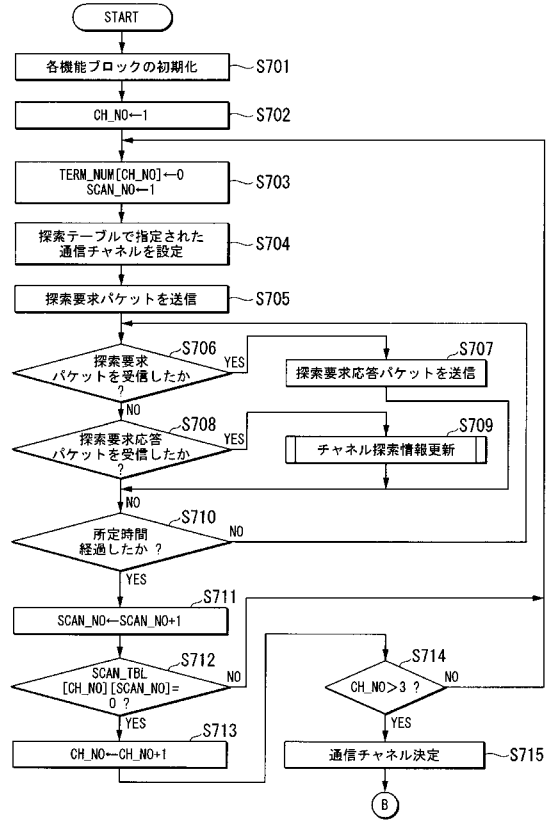 START
各機能ブロックの初期化
S701
CH_NO←1
S702
TERM_NUM[CH_NO]←0
SCAN_NO←1
S703
探索テーブルで指定された
通信チャネルを設定
S704
探索要求パケットを送信
S705
探索要求
パケットを受信したか
?
S706
YES
NO
探索要求応答パケットを送信
S707
探索要求応答
パケットを受信したか
?
S708
YES
NO
チャネル探索情報更新
S709
所定時間
経過したか ?
S710
NO
YES
SCAN_NO←SCAN_NO+1
S711
SCAN_TBL
[CH_NO][SCAN_NO]=
0 ?
S712
NO
YES
CH_NO←CH_NO+1
S713
CH_NO>3 ?
S714
NO
YES
通信チャネル決定
S715
B